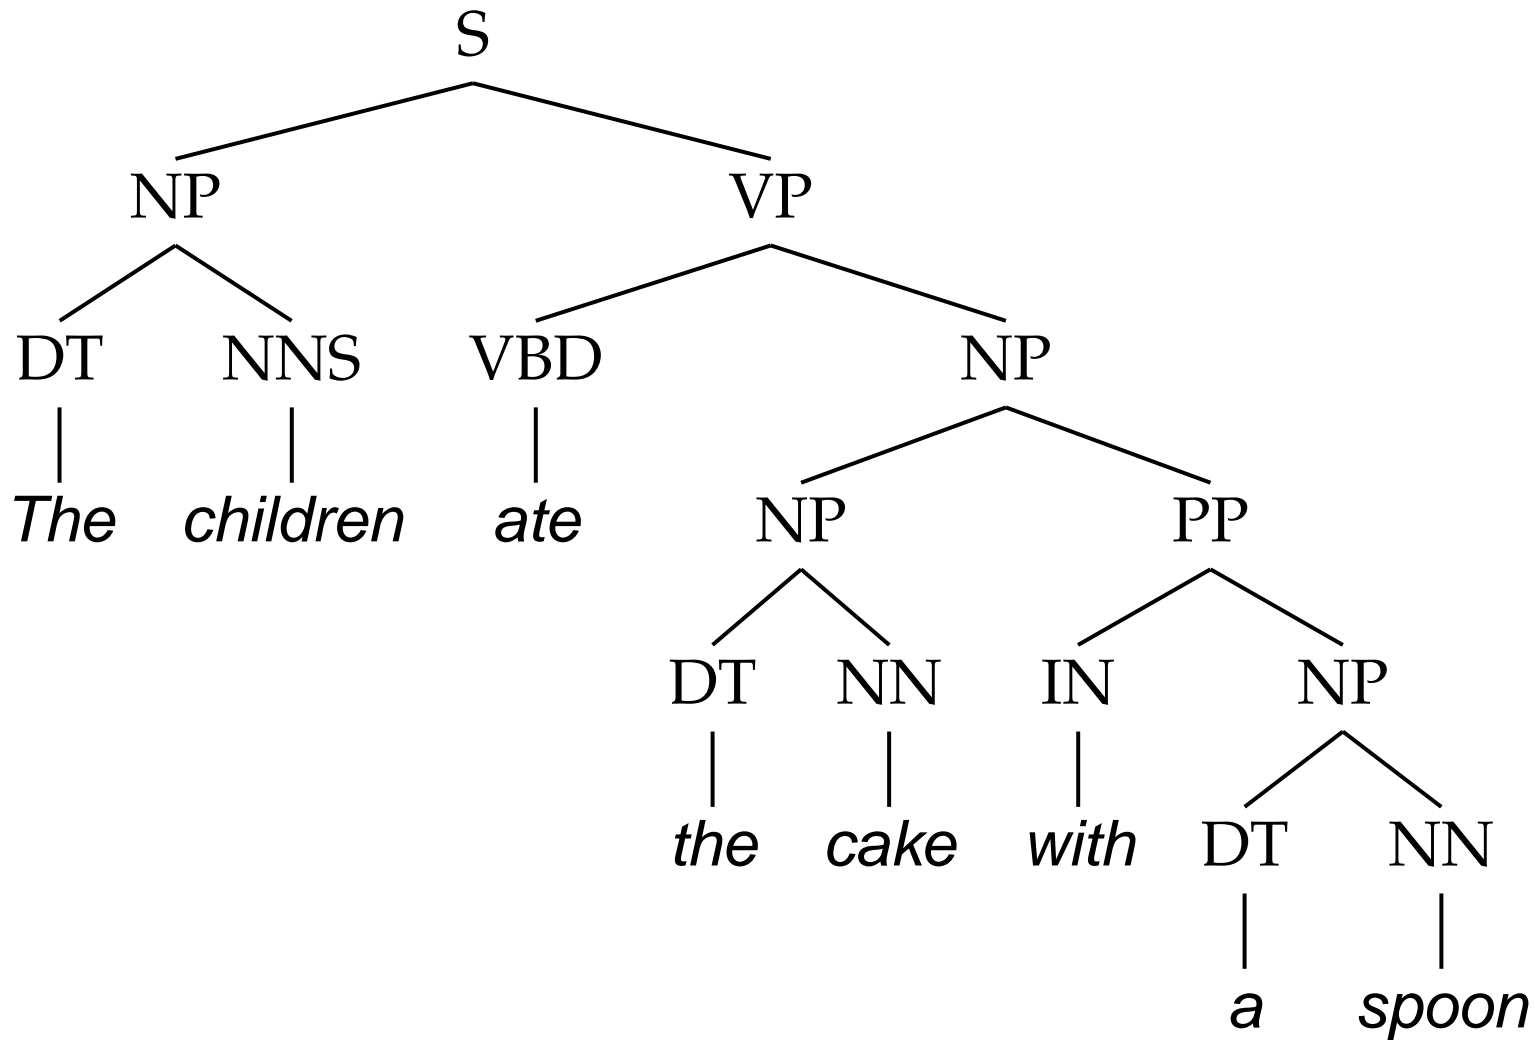 S
NP VP
DT NNS VBD NP
The children ate NP PP
DT NN IN NP
the cake with DT NN
a spoon